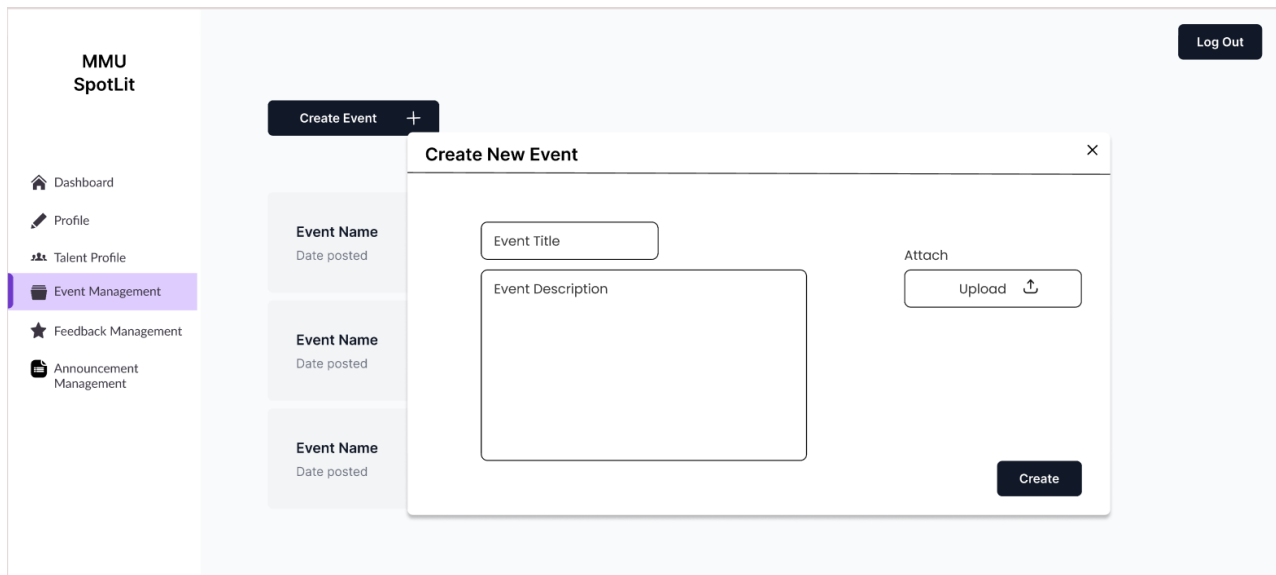 MMU
SpotLit
Dashboard
Profile
Talent Profile
Event Management
Feedback Management
Announcement
Management
Log Out
Create Event
Event Name
Date posted
Event Name
Date posted
Event Name
Date posted
Create New Event
Event Title
Event Description
Attach
Upload
Create